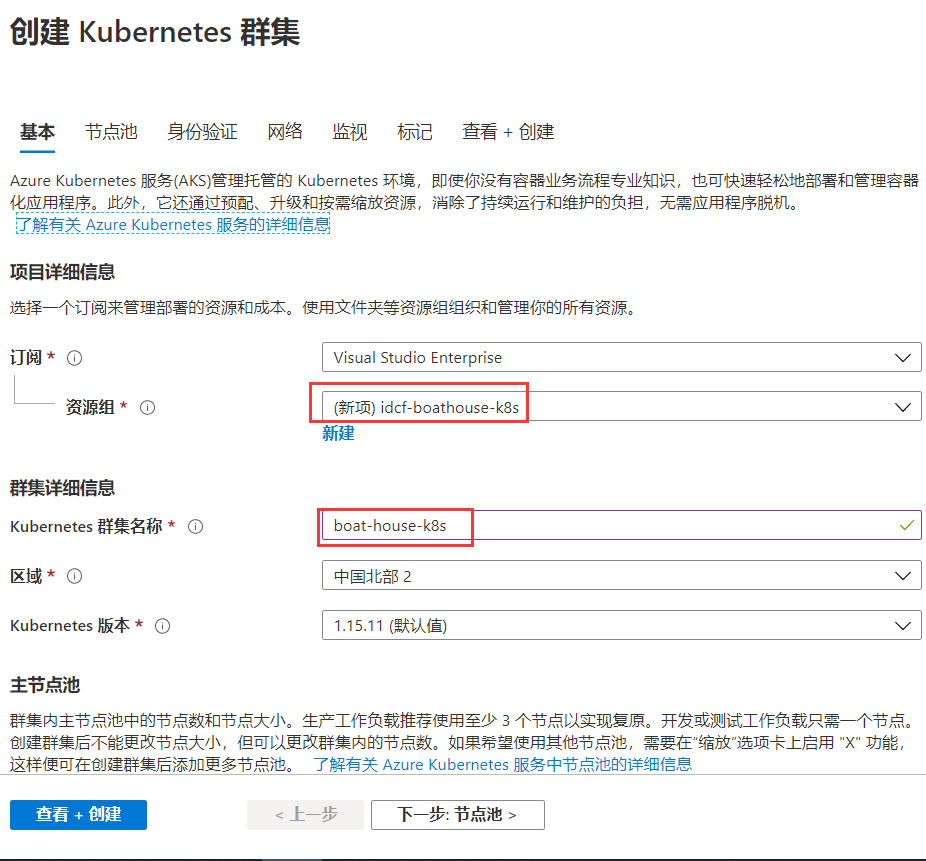 创建 Kubernetes 群集
基本 节点池 身份验证 网络 监视 标记 查看 + 创建
Azure Kubernetes 服务(AKS)管理托管的 Kubernetes 环境，即使你没有容器业务流程专业知识，也可快速轻松地部署和管理容器
化应用程序。此外，它还通过预配、升级和按需缩放资源，消除了持续运行和维护的负担，无需应用程序脱机。
了解有关 Azure Kubernetes 服务的详细信息
项目详细信息
选择一个订阅来管理部署的资源和成本。使用文件夹等资源组组织和管理你的所有资源。
订阅 * Visual Studio Enterprise
资源组 * (新项) idcf-boathouse-k8s
新建
群集详细信息
Kubernetes 群集名称 * boat-house-k8s
区域 * 中国北部 2
Kubernetes 版本 * 1.15.11 (默认值)
主节点池
群集内主节点池中的节点数和节点大小。生产工作负载推荐使用至少 3 个节点以实现复原。开发或测试工作负载只需一个节点。
创建群集后不能更改节点大小，但可以更改群集内的节点数。如果希望使用其他节点池，需要在“缩放”选项卡上启用 "X" 功能，
这样便可在创建群集后添加更多节点池。 了解有关 Azure Kubernetes 服务中节点池的详细信息
查看 + 创建 < 上一步 下一步: 节点池 >